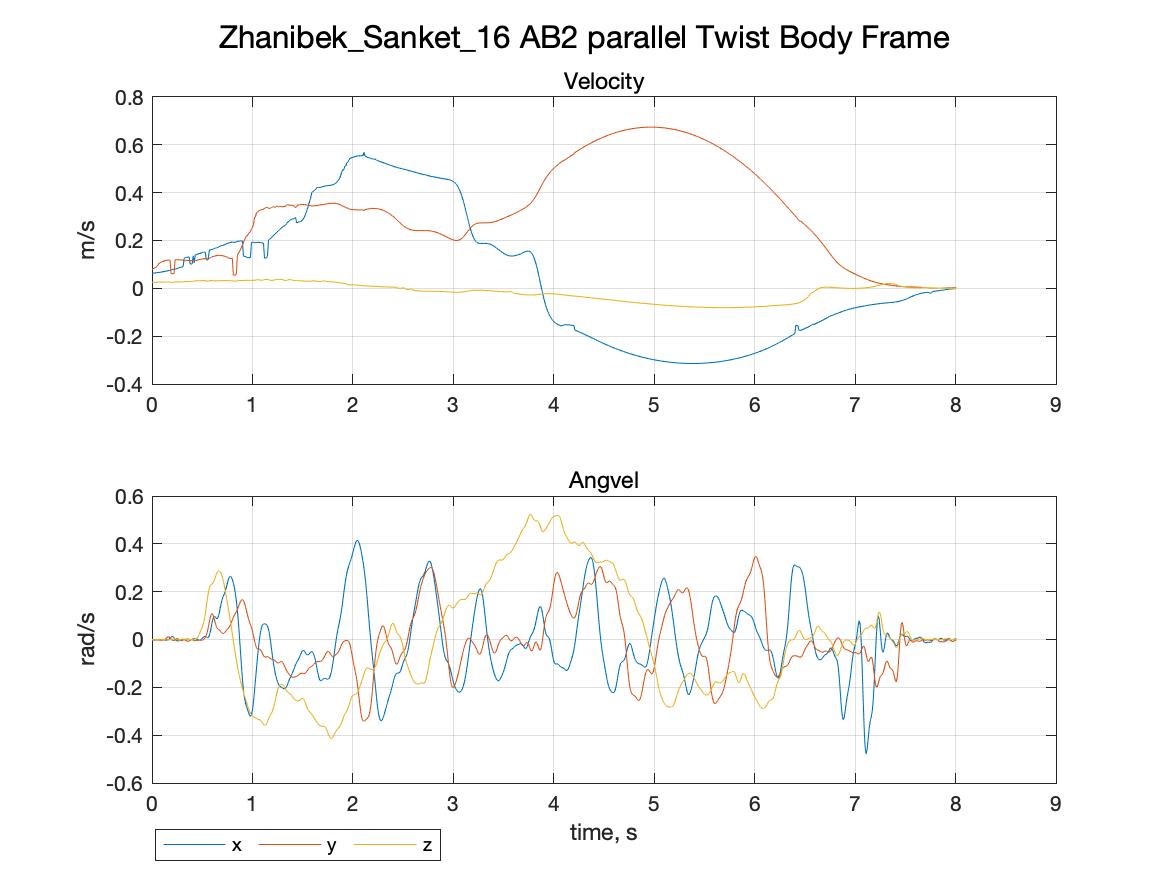 Zhanibek_Sanket_16 AB2 parallel Twist Body Frame
Velocity
m/s
0.8
0.6
0.4
0.2
0
-0.2
-0.4
0 1 2 3 4 5 6 7 8 9
Angvel
rad/s
0.6
0.4
0.2
0
-0.2
-0.4
-0.6
0 1 2 3 4 5 6 7 8 9
time, s
x y z